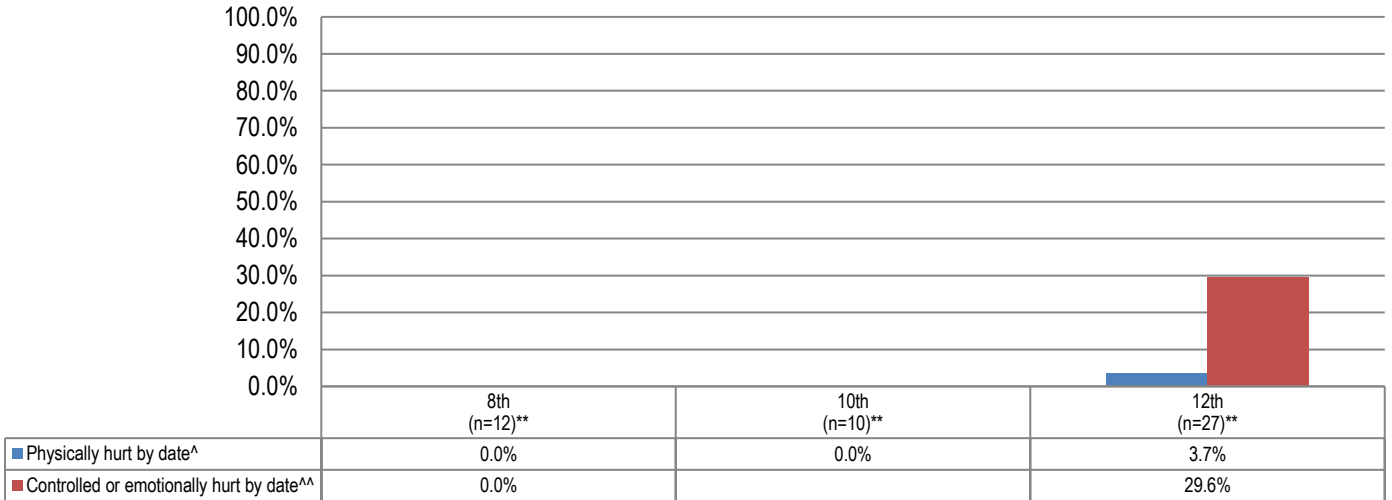 100.0%
90.0%
80.0%
70.0%
60.0%
50.0%
40.0%
30.0%
20.0%
10.0%
0.0%
8th 10th 12th
(n=12)** (n=10)** (n=27)**
Physically hurt by date^ 0.0% 0.0% 3.7%
Controlled or emotionally hurt by date^^ 0.0% 29.6%